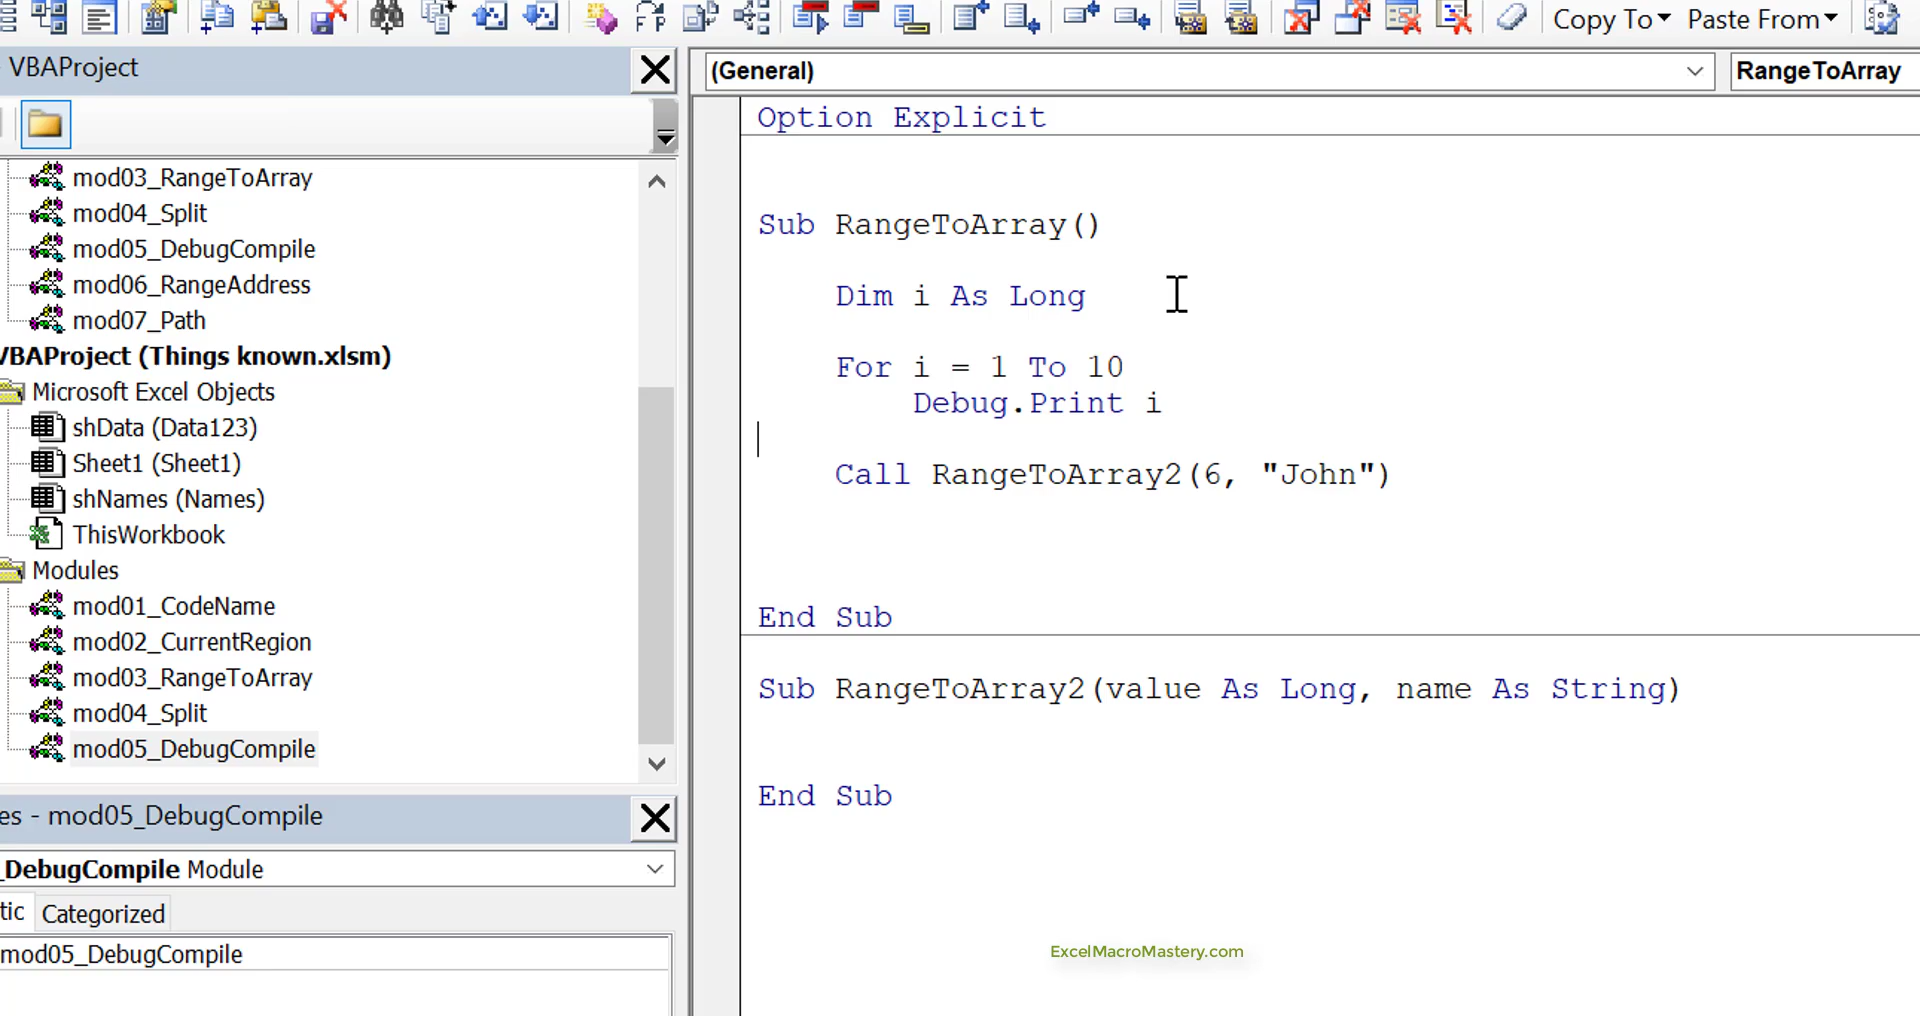 Copy To
Paste From
VBAProject
mod03_RangeToArray
mod04_Split
mod05_DebugCompile
mod06_RangeAddress
mod07_Path
VBAProject (Things known.xlsm)
Microsoft Excel Objects
shData (Data123)
Sheet1 (Sheet1)
shNames (Names)
ThisWorkbook
Modules
mod01_CodeName
mod02_CurrentRegion
mod03_RangeToArray
mod04_Split
mod05_DebugCompile
es - mod05_DebugCompile
_DebugCompile Module
tic Categorized
mod05_DebugCompile
(General)
RangeToArray
Option Explicit
Sub RangeToArray()
Dim i As Long
For i = 1 To 10
Debug.Print i
Call RangeToArray2(6, "John")
End Sub
Sub RangeToArray2(value As Long, name As String)
End Sub
ExcelMacroMastery.com